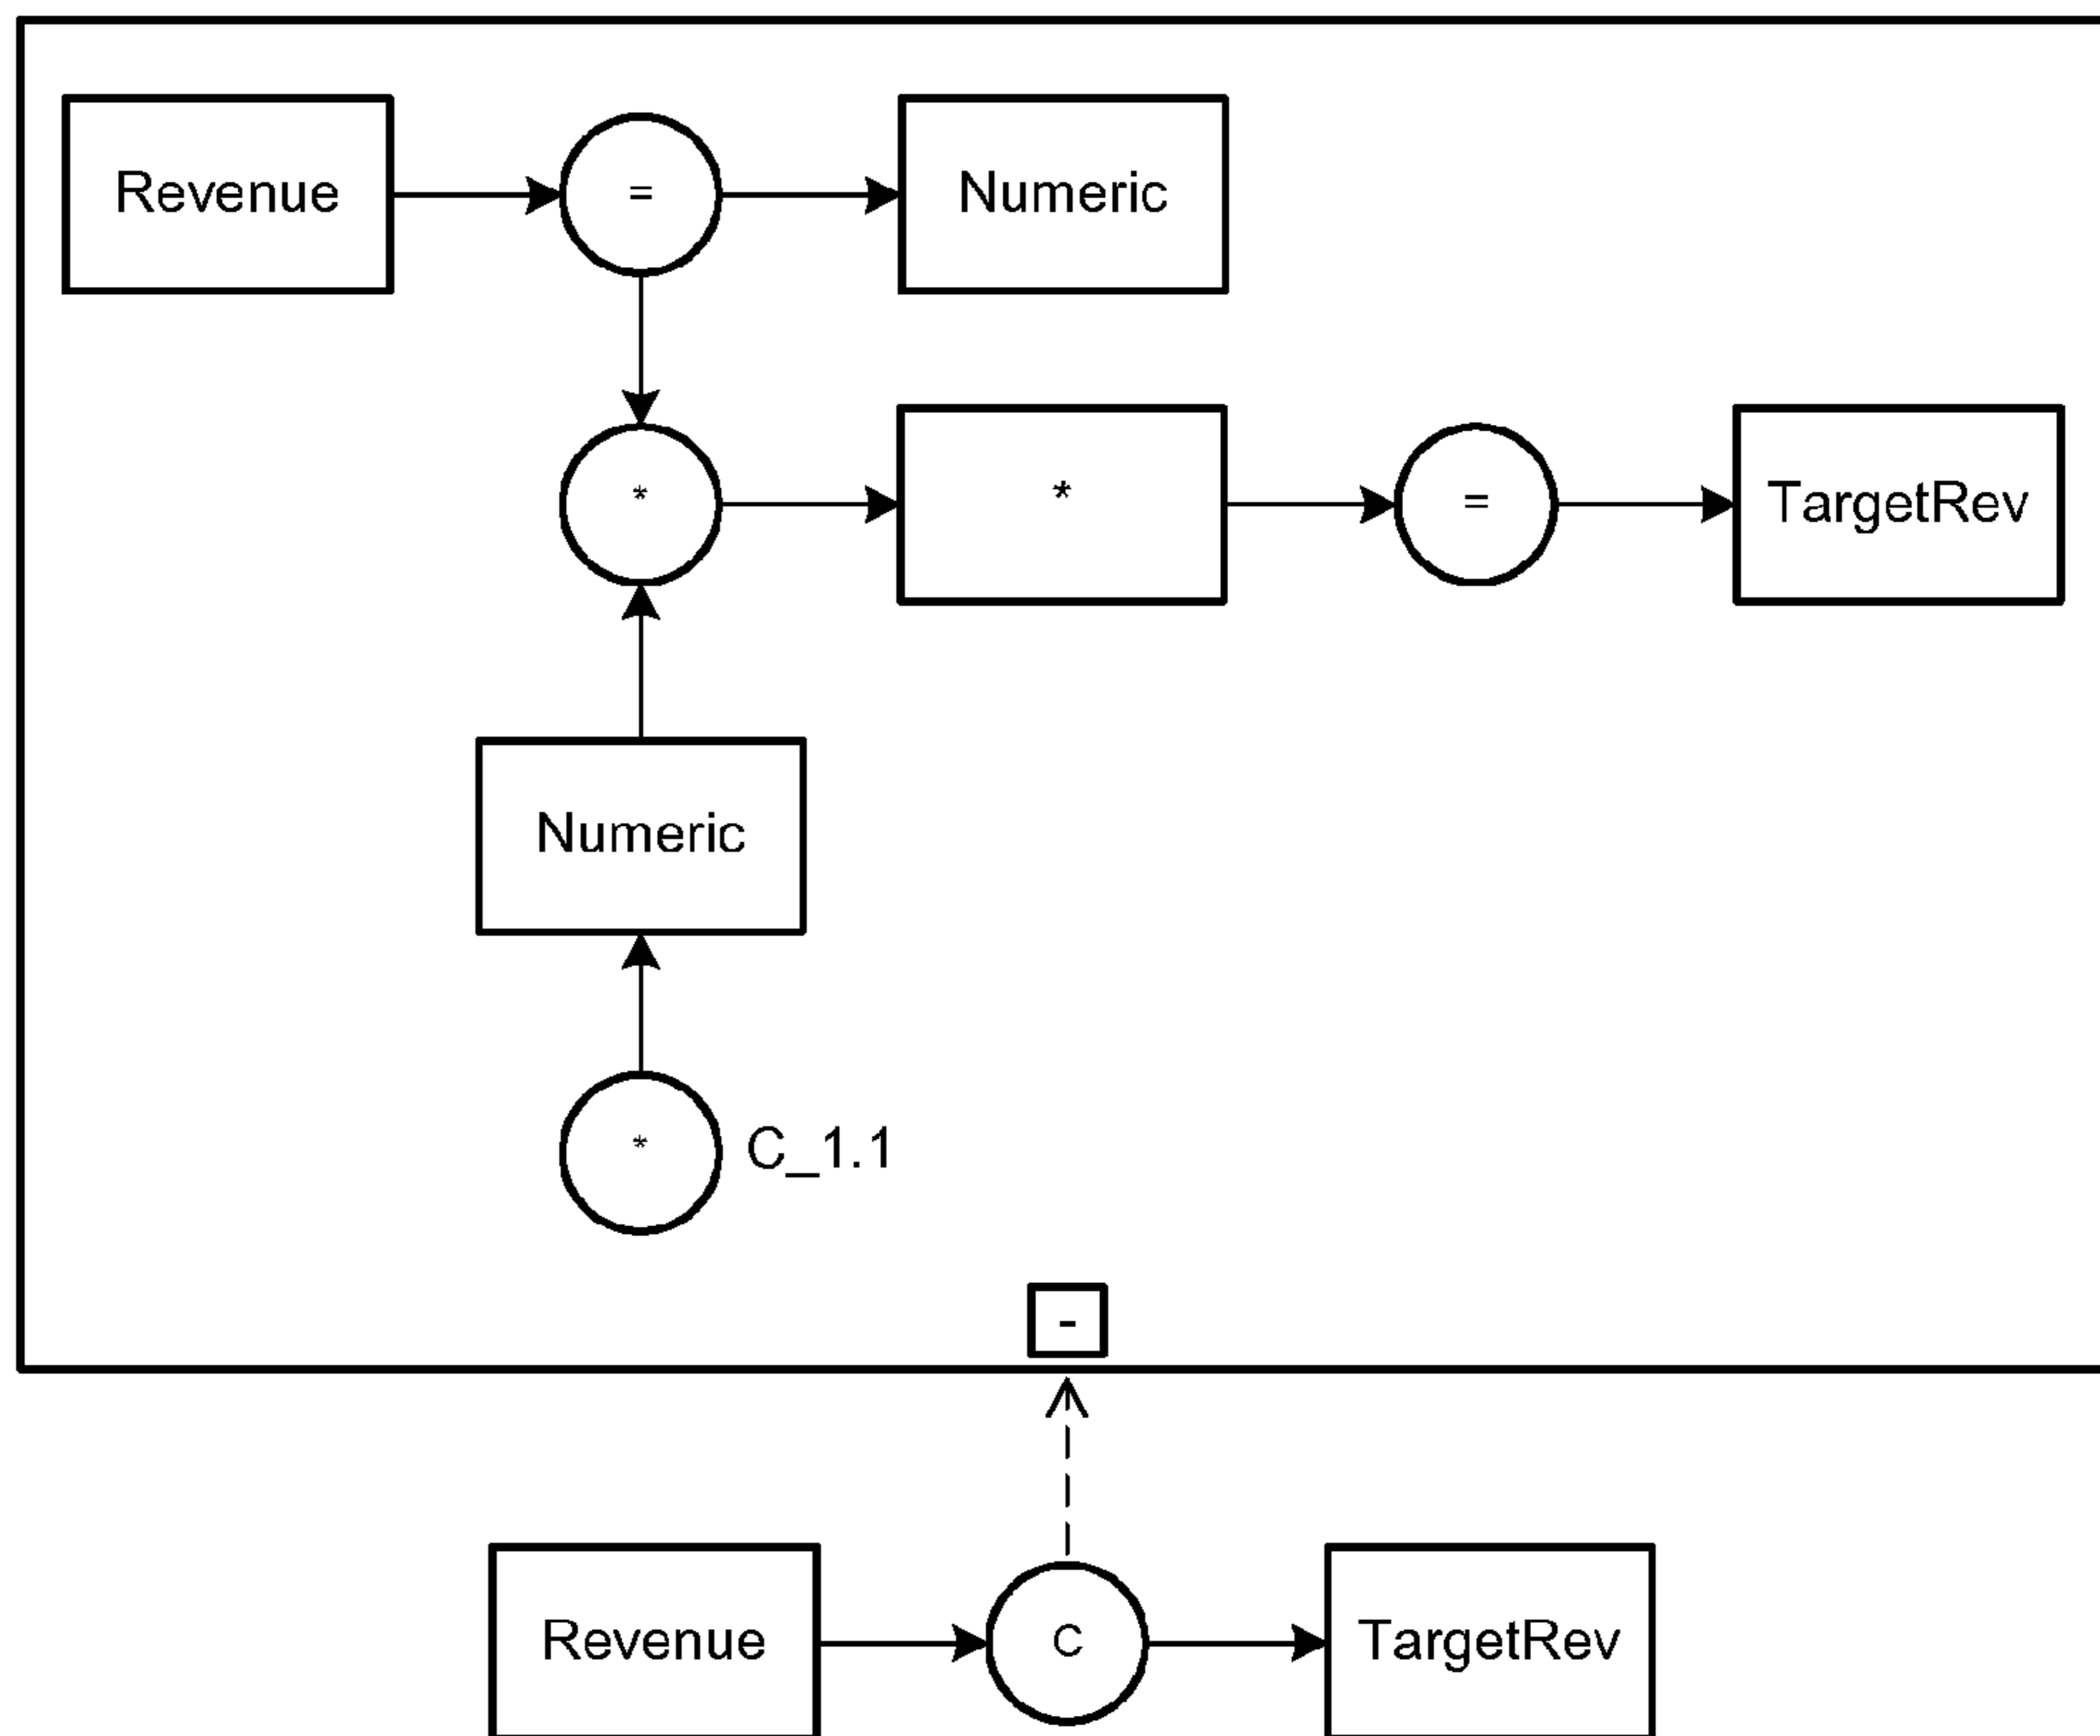 Revenue
=
Numeric
*
*
=
TargetRev
Numeric
*
C_1.1
-
Revenue
C
TargetRev